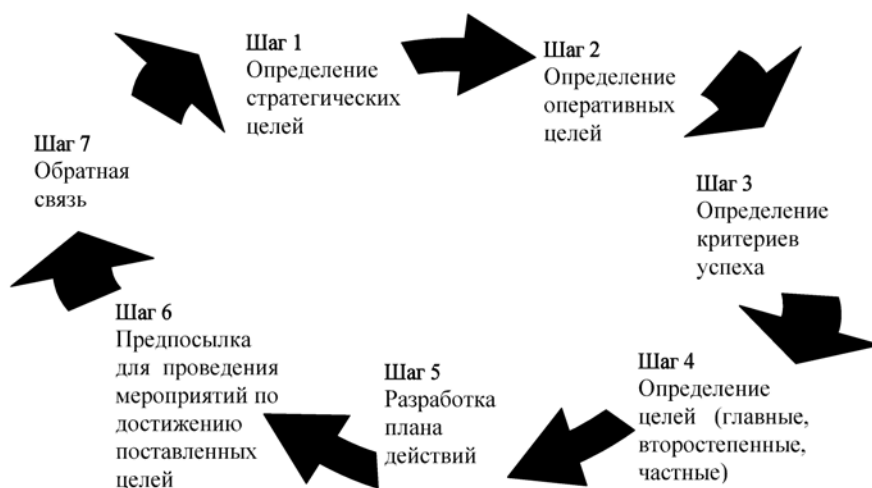 Шаг 1
Определение
стратегических
целей
Шаг 2
Определение
оперативных
целей
Шаг 3
Определение
критериев
успеха
Шаг 4
Определение
целей (главные,
второстепенные,
частные)
Шаг 5
Разработка
плана
действий
Шаг 6
Предпосылка
для проведения
мероприятий по
достижению
поставленных
целей
Шаг 7
Обратная
связь